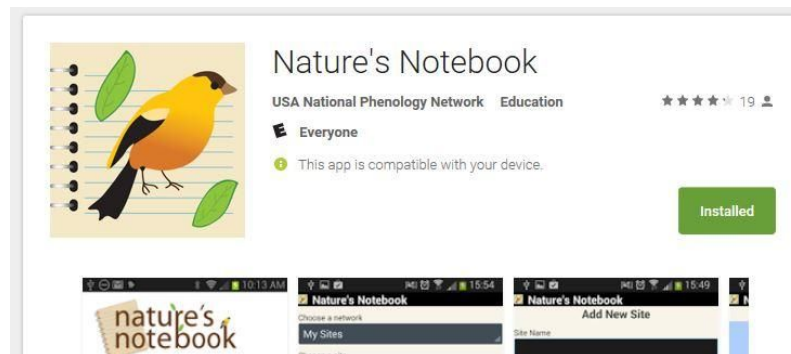 Nature's Notebook
USA National Phenology Network Education
19
E Everyone
This app is compatible with your device.
Installed
10:13 AM
nature's
notebook
15:54
Nature's Notebook
Choose a network
My Sites
15:49
Nature's Notebook
Add New Site
Site Name